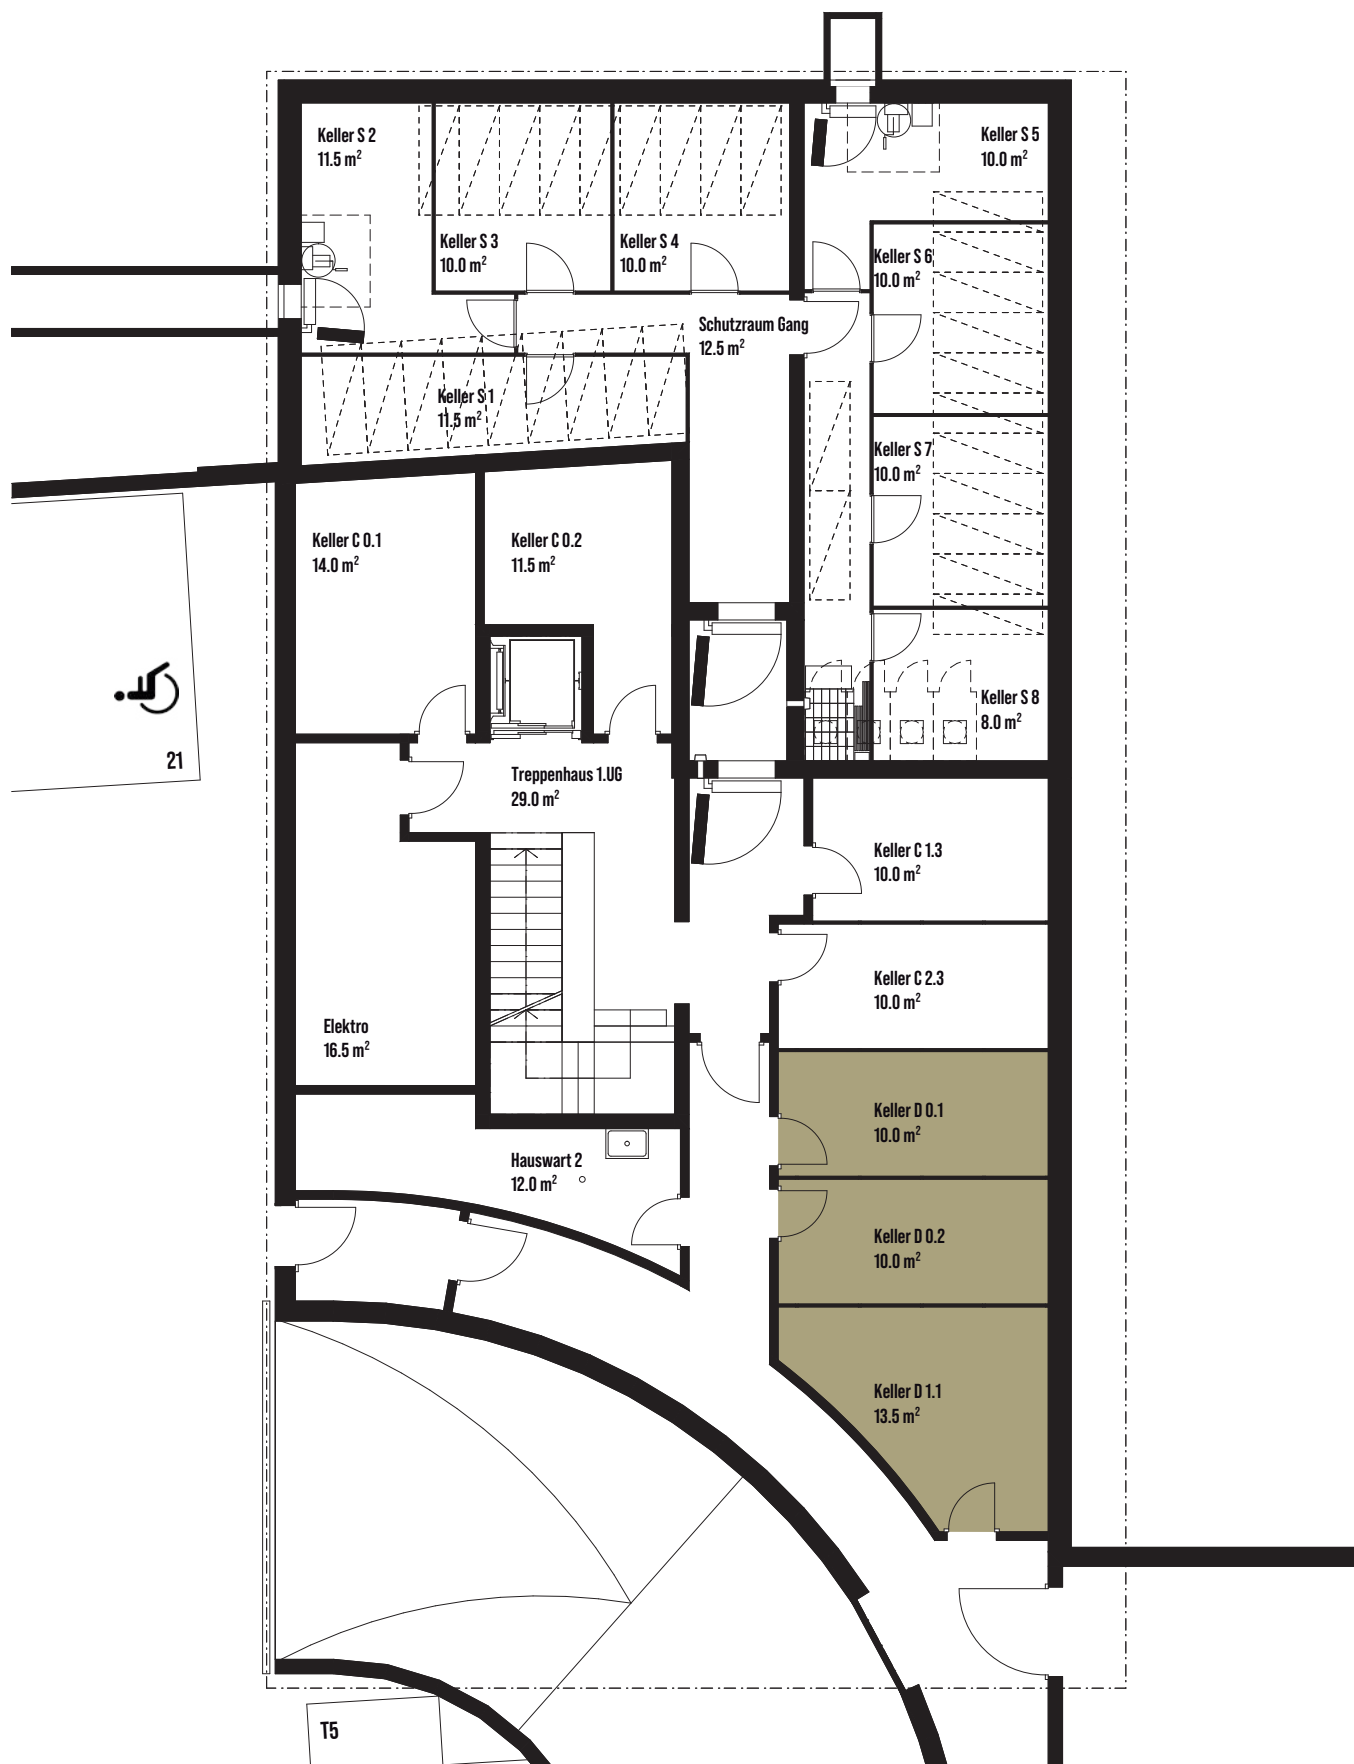 Keller S 2
11.5 m²
Keller S 5
10.0 m²
Keller S 3
10.0 m²
Keller S 4
10.0 m²
Keller S 6
10.0 m²
Schutzraum Gang
12.5 m²
Keller S 1
11.5 m²
Keller S 7
10.0 m²
Keller C 0.1
14.0 m²
Keller C 0.2
11.5 m²
Keller S 8
8.0 m²
21
Treppenhaus 1.UG
29.0 m²
Keller C 1.3
10.0 m²
Keller C 2.3
10.0 m²
Elektro
16.5 m²
Keller D 0.1
10.0 m²
Hauswart 2
12.0 m²
Keller D 0.2
10.0 m²
Keller D 1.1
13.5 m²
T5